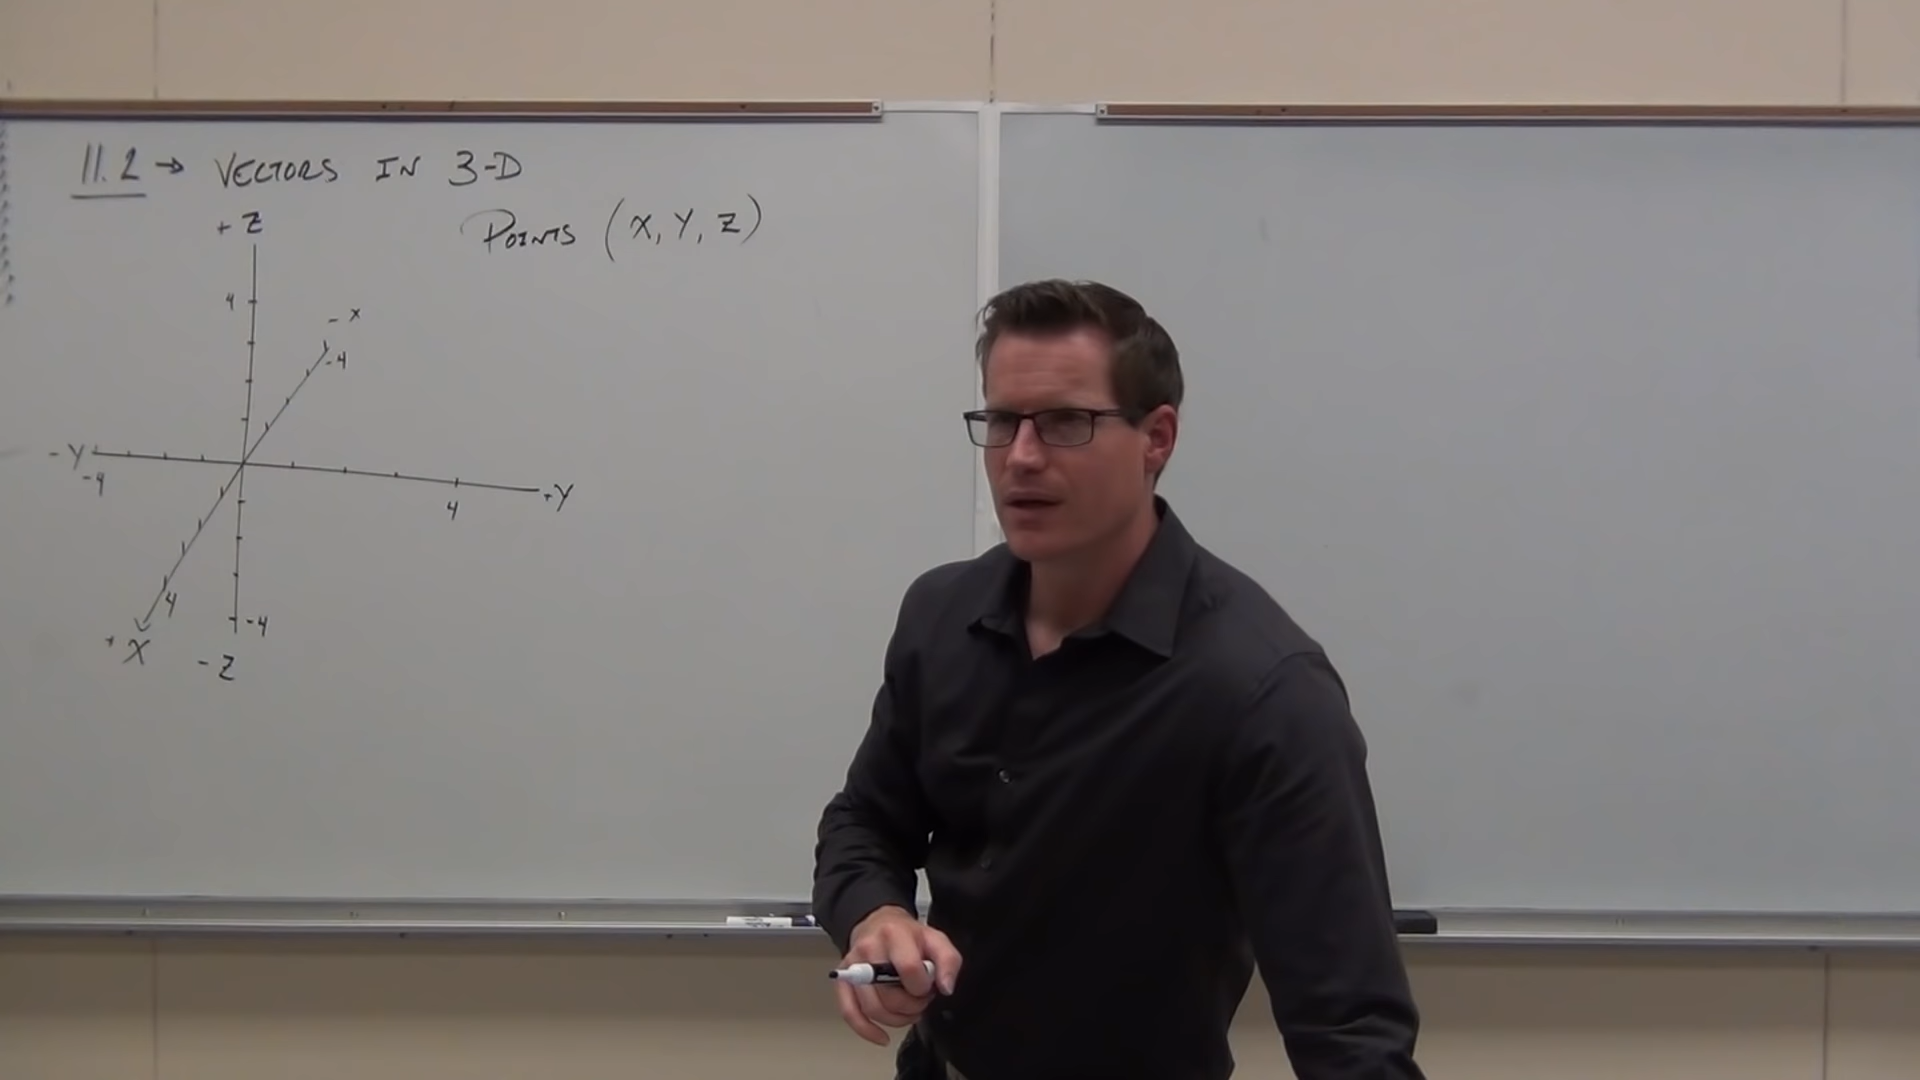 11.2 → VECTORS IN 3-D
POINTS (X, Y, Z)
+ Z
4
- X
-4
- Y
-4
4
+Y
4
+ X
-4
- Z